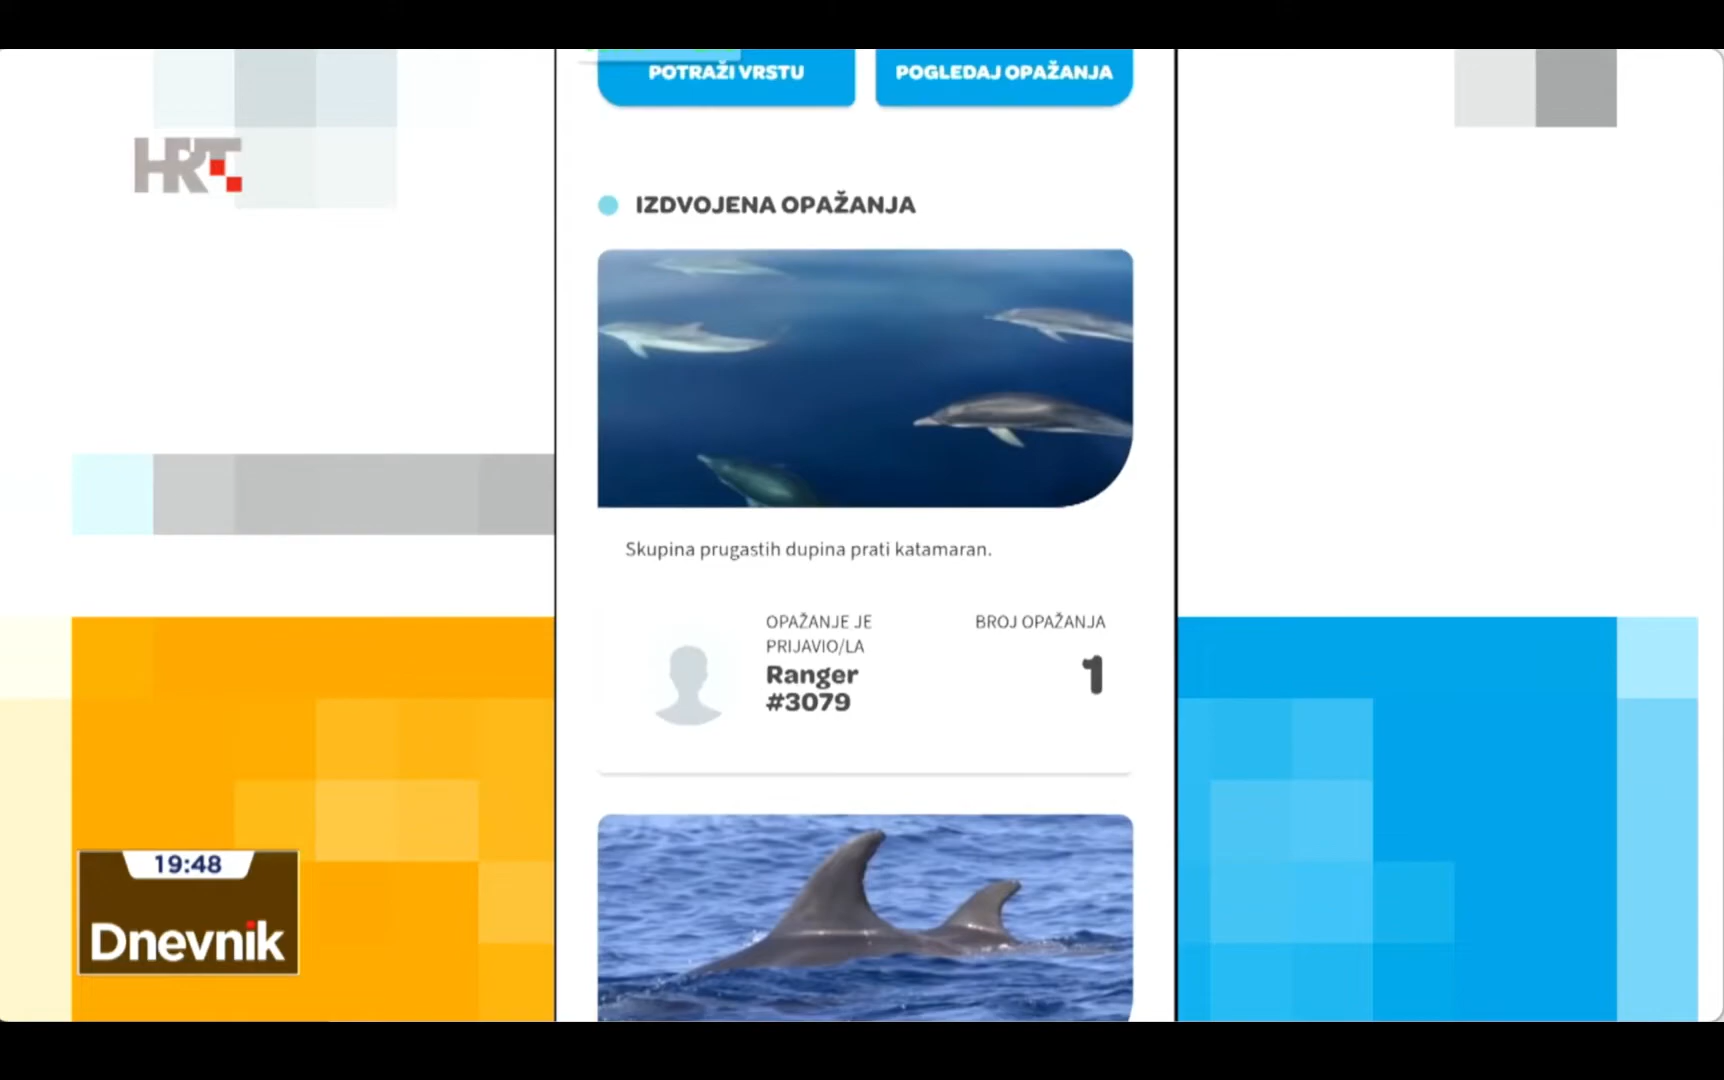 POTRAŽI VRSTU
POGLEDAJ OPAŽANJA
HRT
IZDVOJENA OPAŽANJA
Skupina prugastih dupina prati katamaran.
OPAŽANJE JE
PRIJAVIO/LA
Ranger
#3079
BROJ OPAŽANJA
1
19:48
Dnevnik